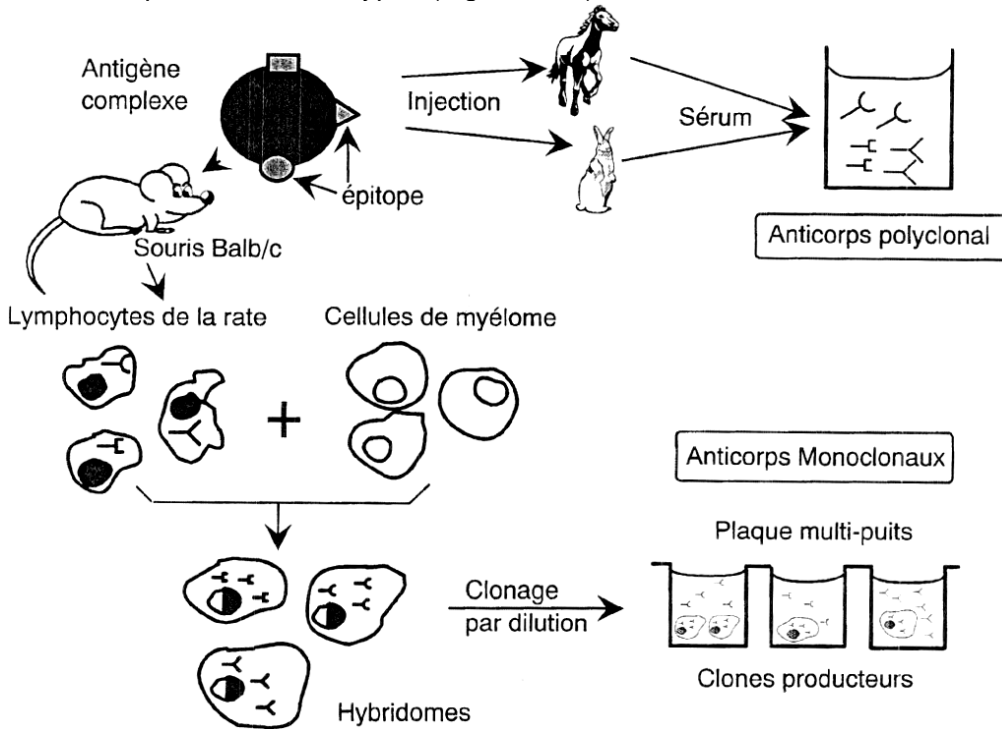 Antigène
complexe
Injection
Sérum
épitope
Souris Balb/c
Anticorps polyclonal
Lymphocytes de la rate
Cellules de myélome
+
Anticorps Monoclonaux
Plaque multi-puits
Clonage
par dilution
Clones producteurs
Hybridomes